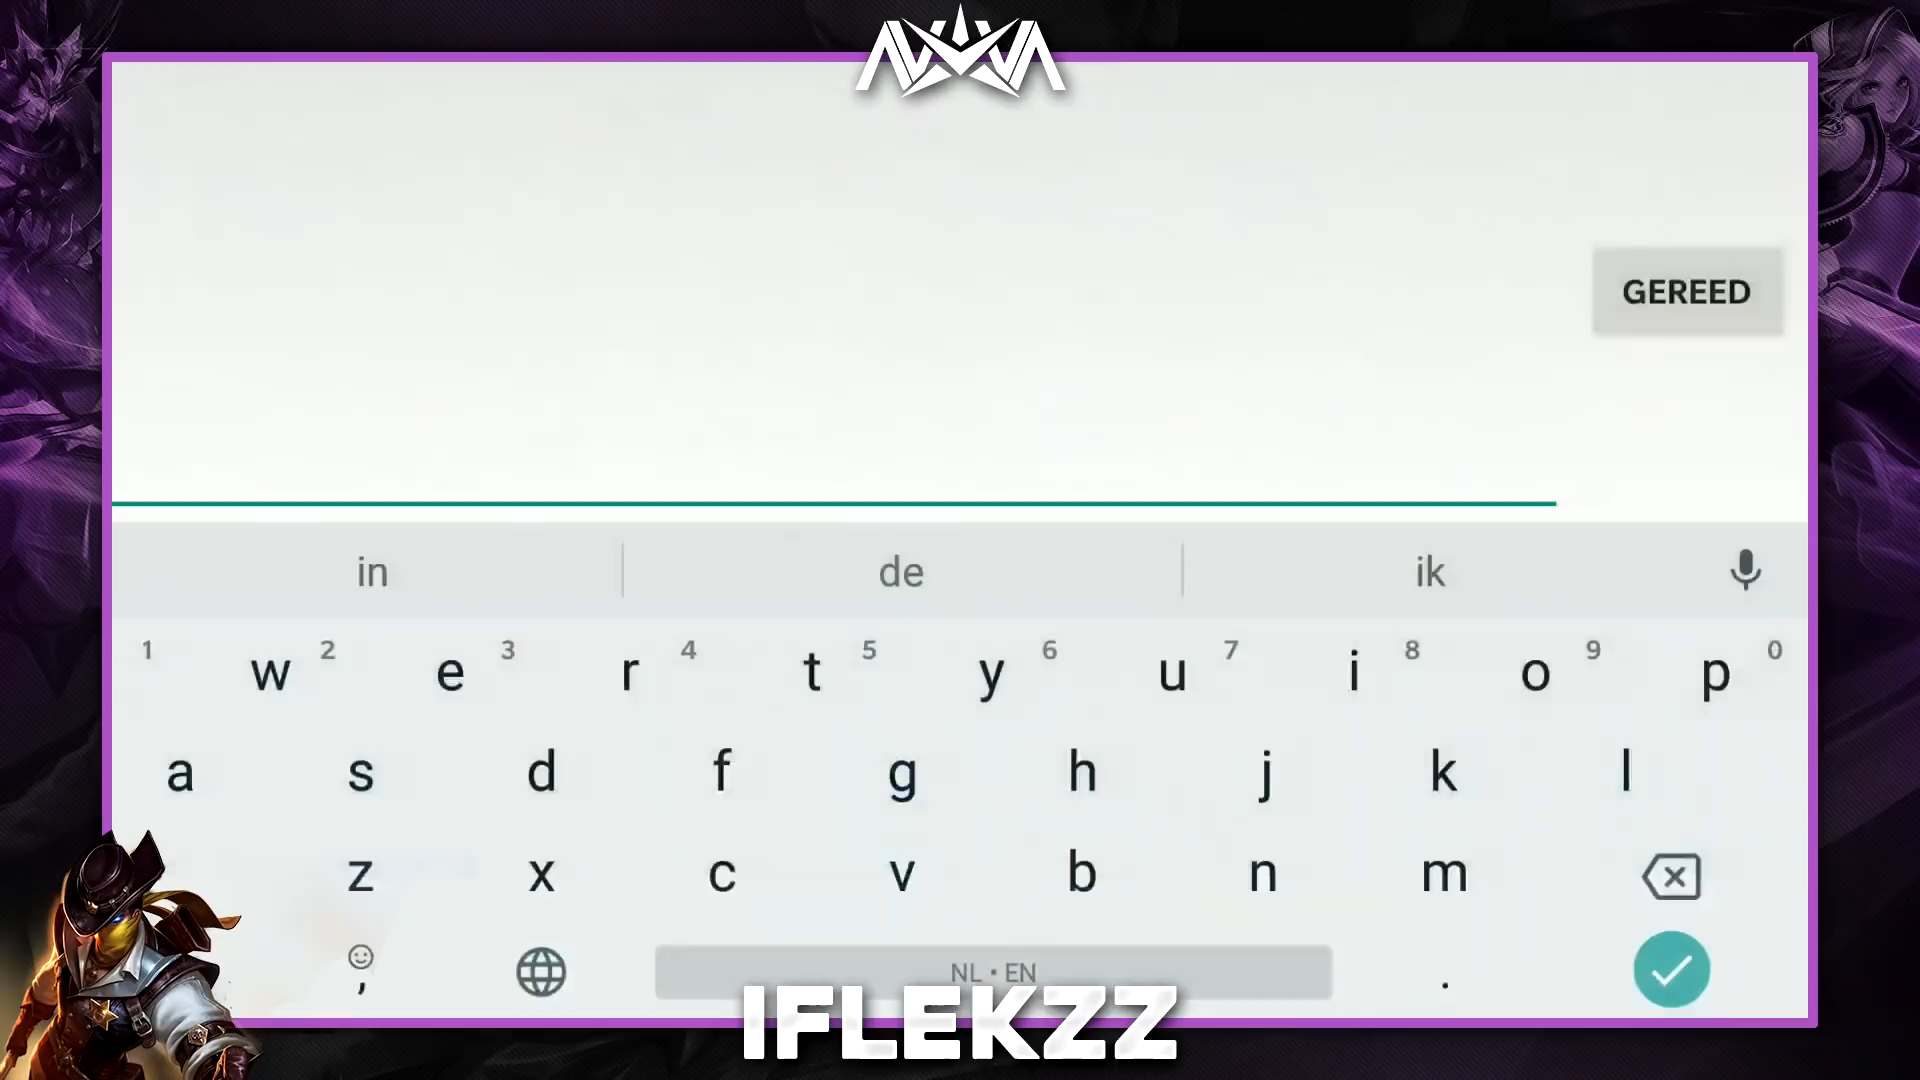 GEREED
in de ik
1 2 3 4 5 6 7 8 9 0
w e r t y u i o p
a s d f g h j k l
z x c v b n m
, NL • EN .
IFLEKZZ